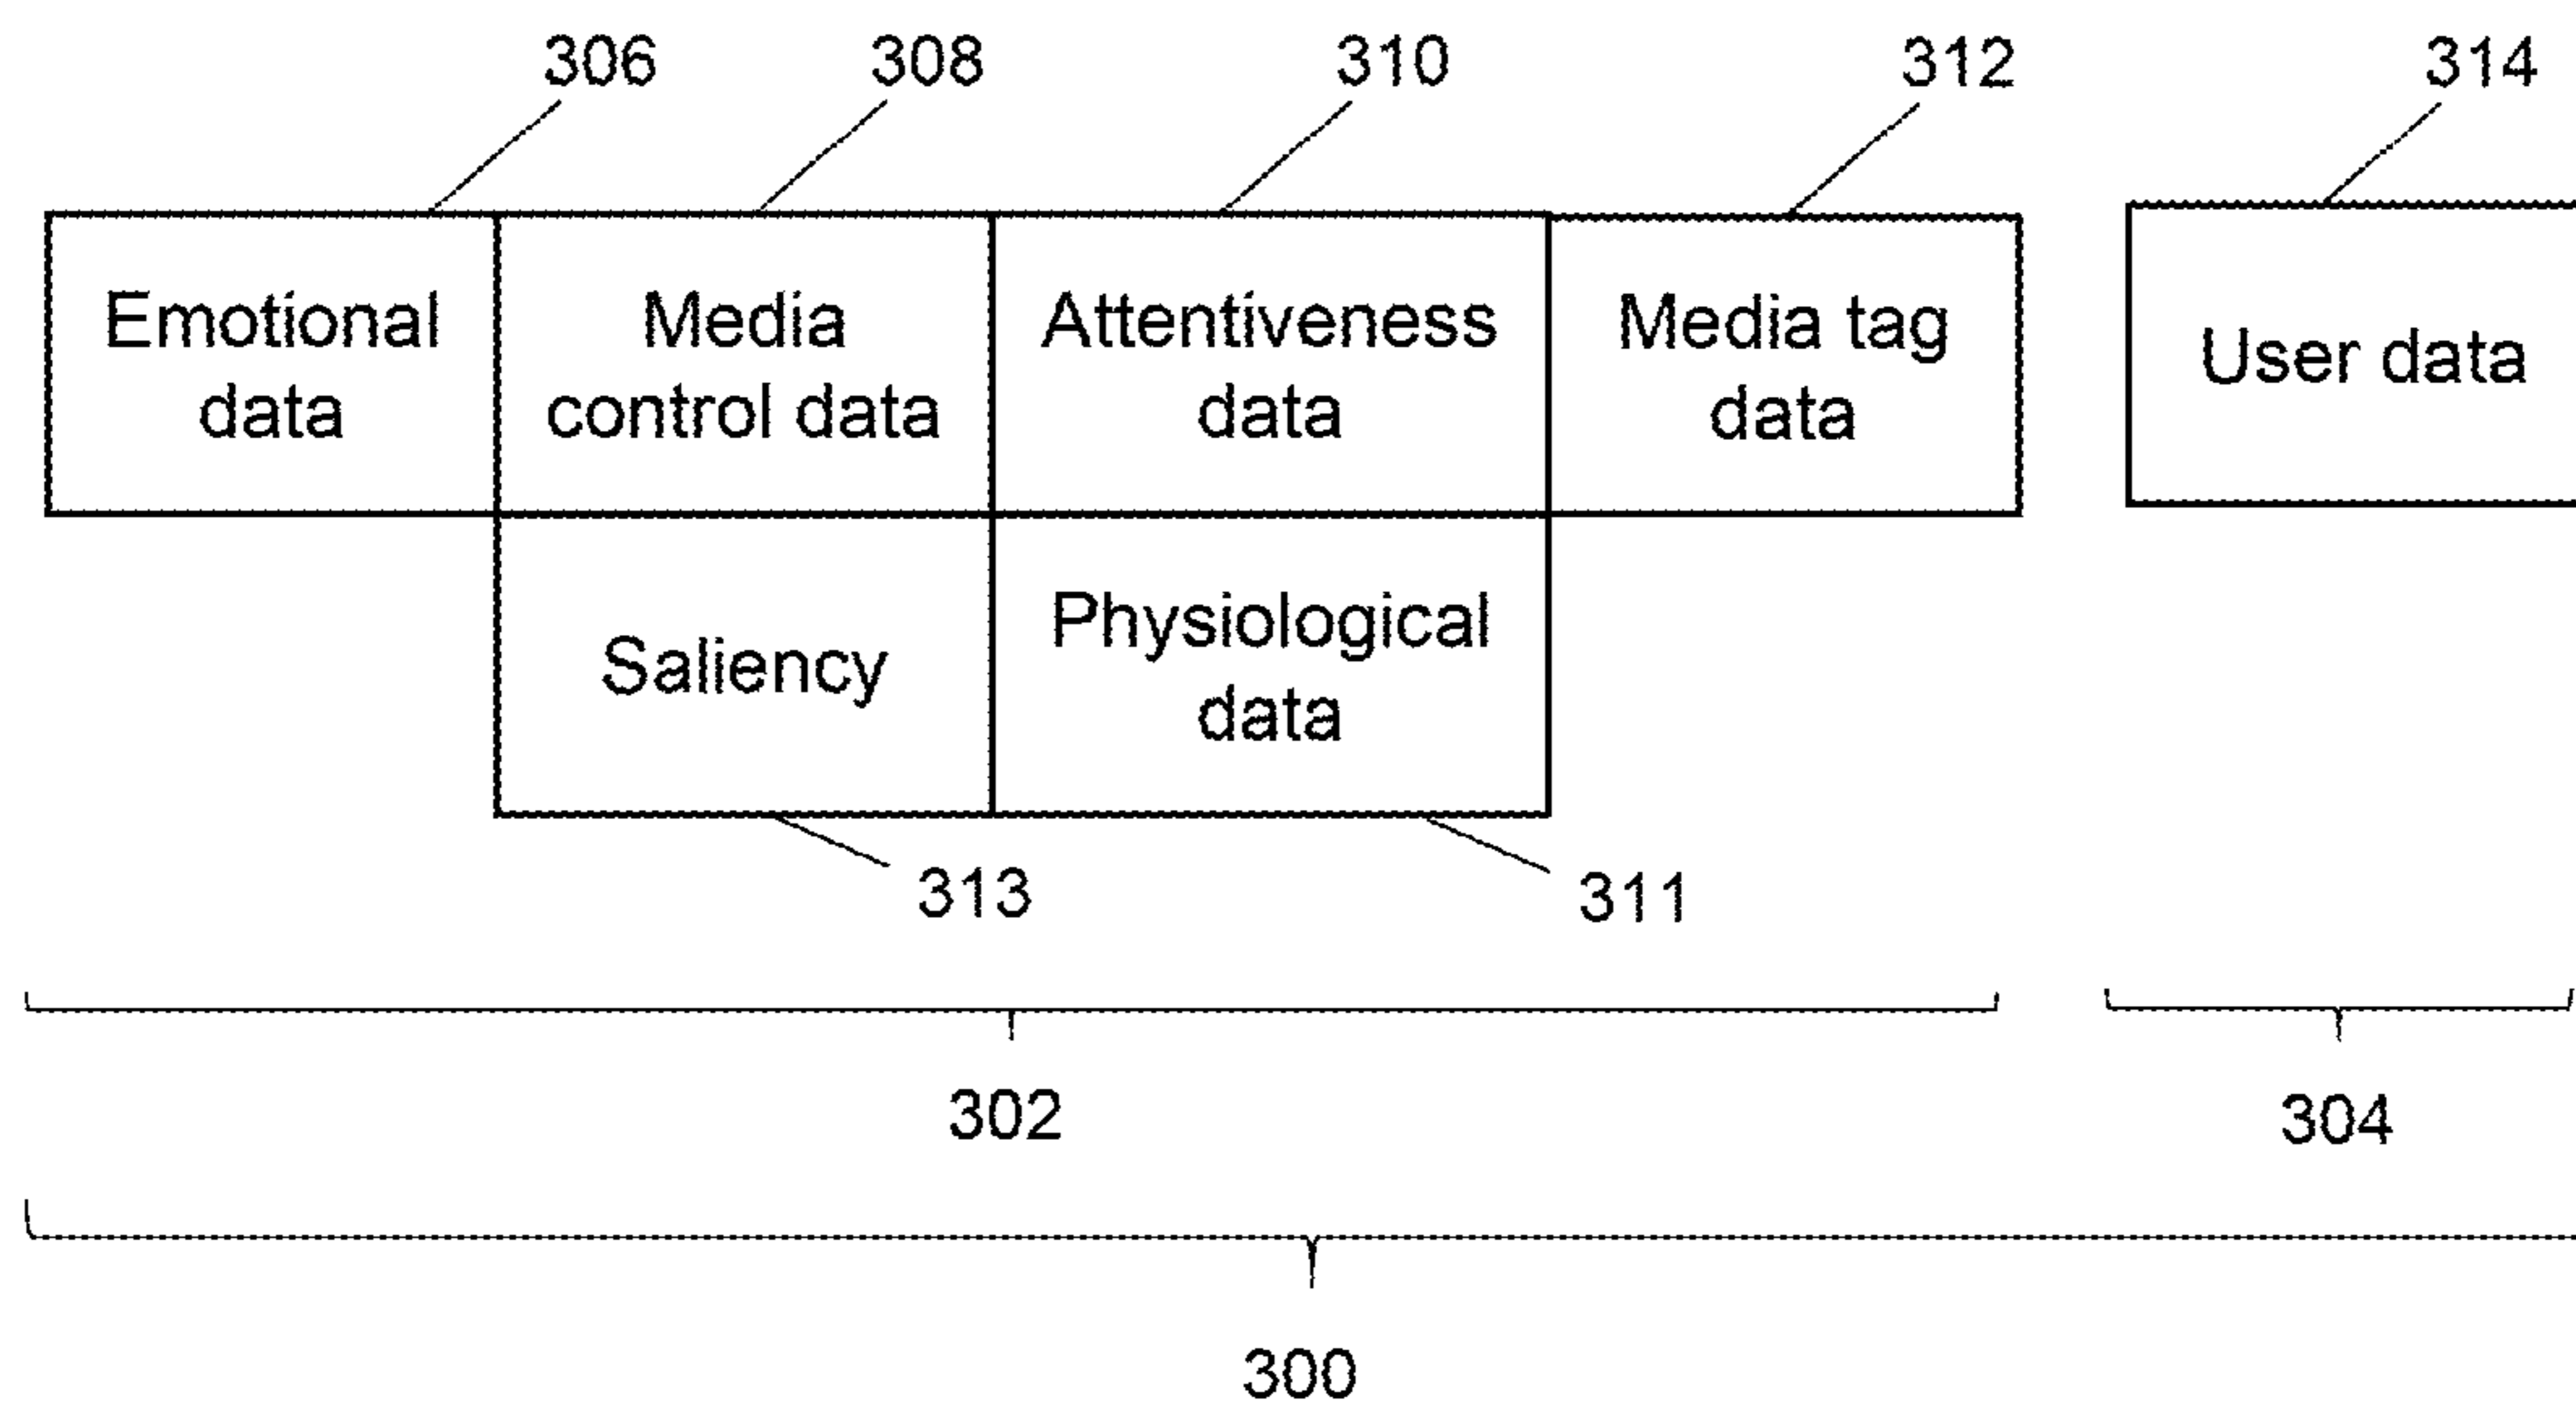 306
308
310
312
314
Emotional
data
Media
control data
Attentiveness
data
Media tag
data
User data
Saliency
Physiological
data
313
311
302
304
300